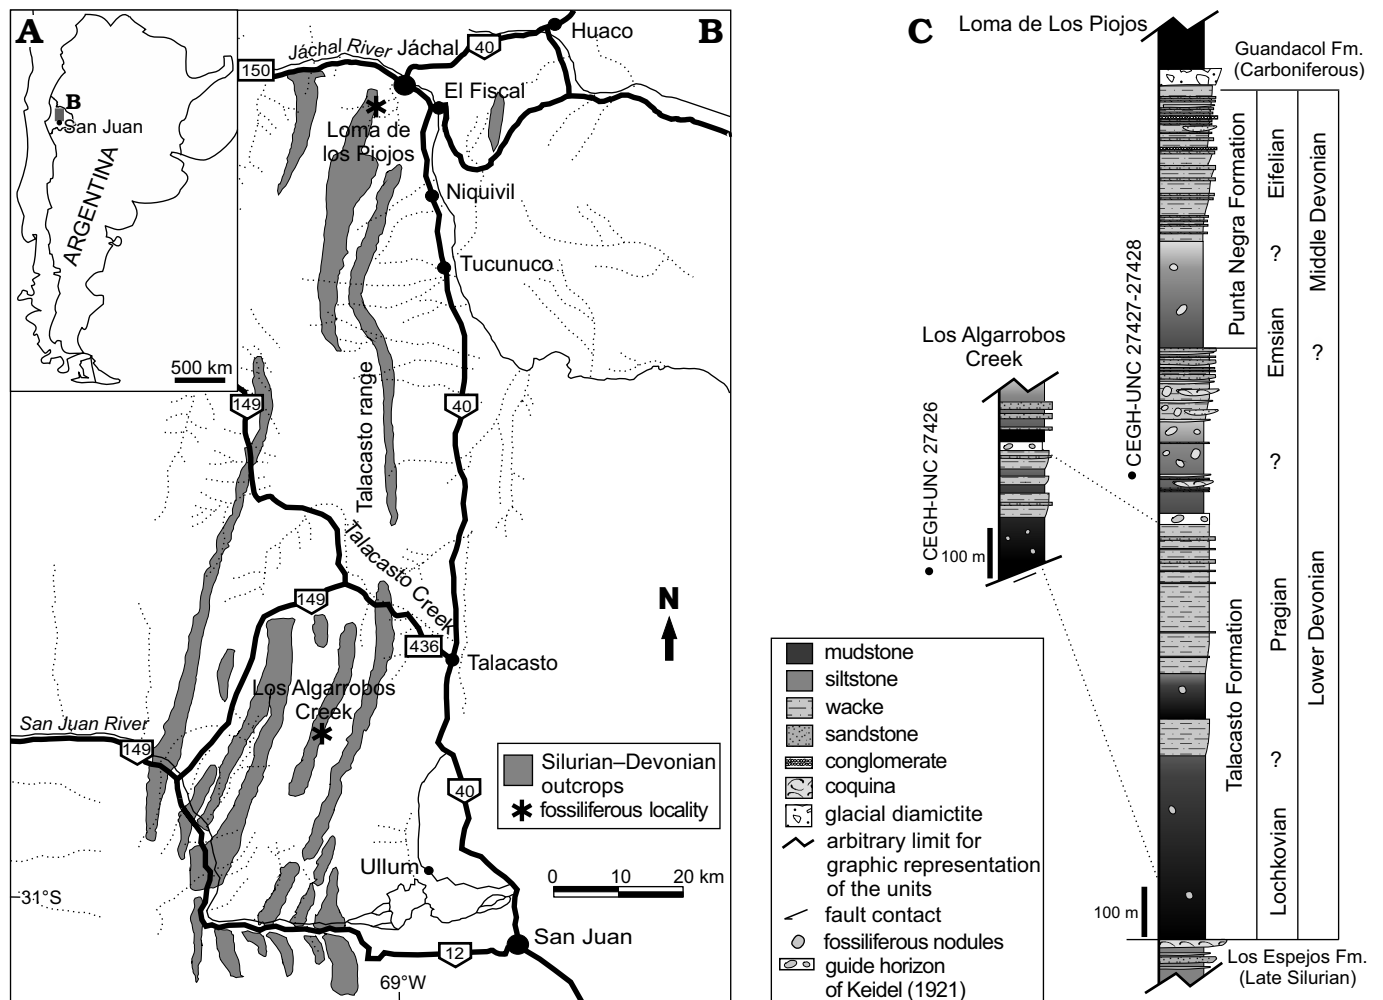 A
B
San Juan
ARGENTINA
500 km
B
Jáchal River
Jáchal
40
Huaco
150
El Fiscal
Loma de
los Piojos
Niquivil
Tucunuco
Talacasto range
149
40
Talacasto Creek
149
436
Talacasto
N
Los Algarrobos
Creek
San Juan River
149
40
Silurian–Devonian
outcrops
fossiliferous locality
Ullum
0 10 20 km
31°S
San Juan
12
69°W
C
Loma de Los Piojos
Guandacol Fm.
(Carboniferous)
Punta Negra Formation
Eifelian
Middle Devonian
?
Emsian
?
?
CEGH-UNC 27427-27428
Los Algarrobos
Creek
CEGH-UNC 27426
100 m
Talacasto Formation
Pragian
Lower Devonian
?
Lochkovian
100 m
Los Espejos Fm.
(Late Silurian)
mudstone
siltstone
wacke
sandstone
conglomerate
coquina
glacial diamictite
arbitrary limit for
graphic representation
of the units
fault contact
fossiliferous nodules
guide horizon
of Keidel (1921)